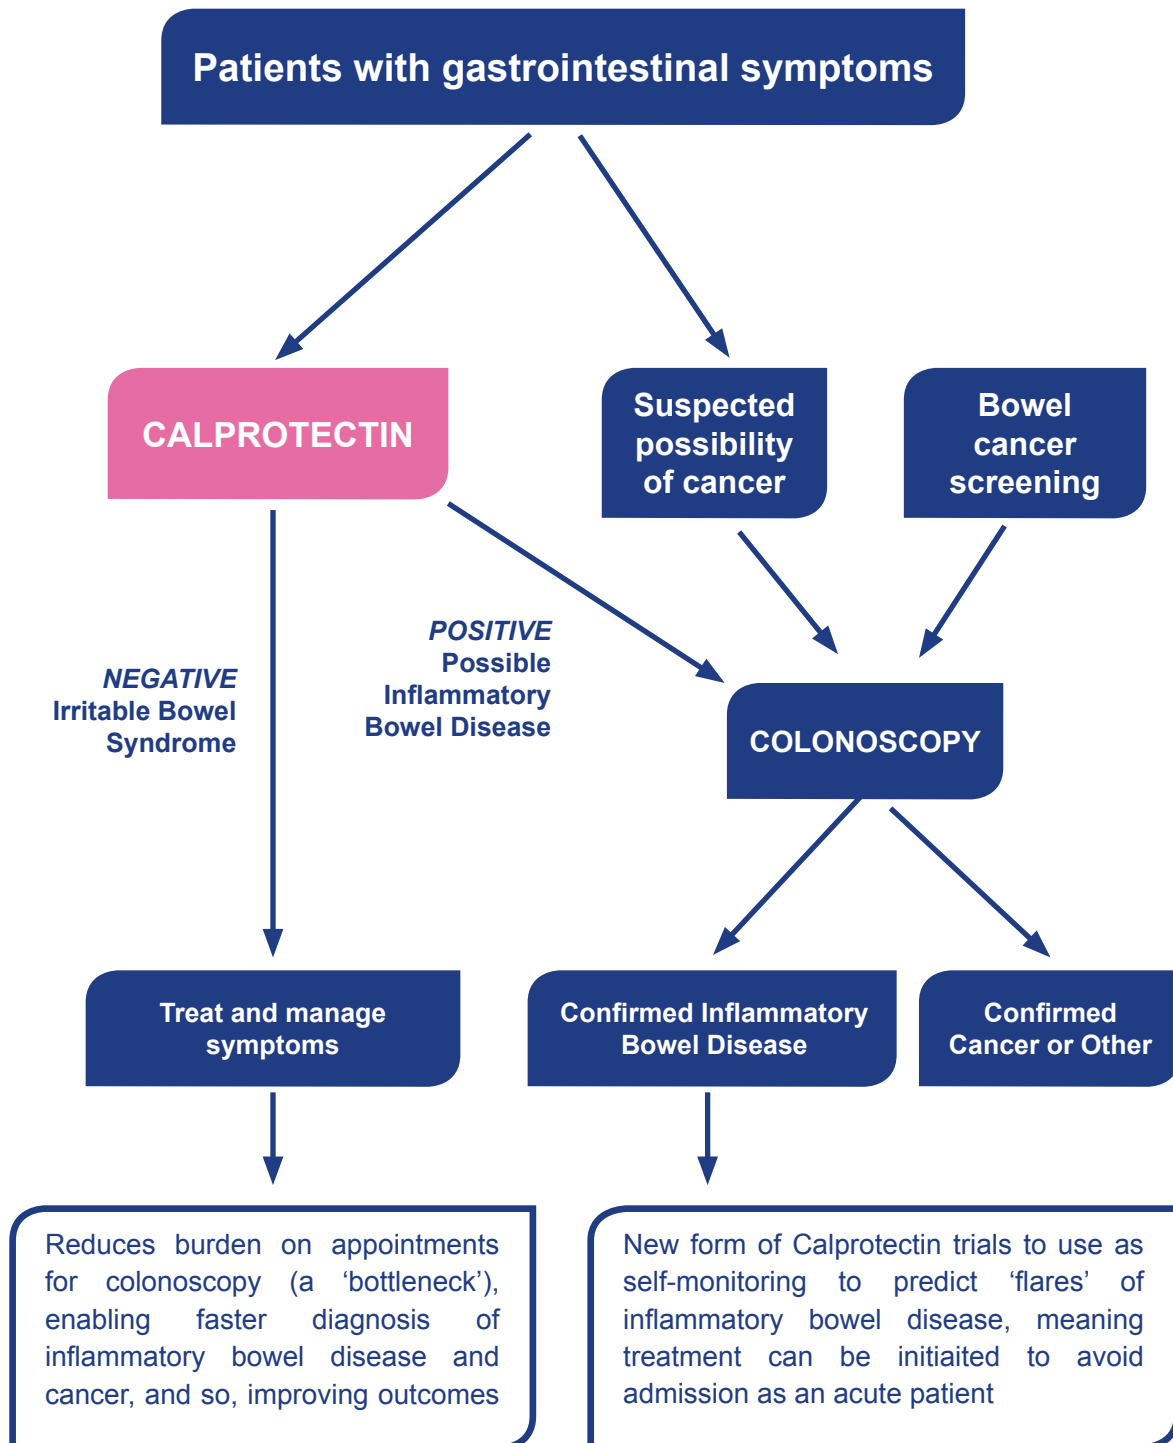 Patients with gastrointestinal symptoms
CALPROTECTIN
Suspected
possibility
of cancer
Bowel
cancer
screening
NEGATIVE
Irritable Bowel
Syndrome
POSITIVE
Possible
Inflammatory
Bowel Disease
COLONOSCOPY
Treat and manage
symptoms
Confirmed Inflammatory
Bowel Disease
Confirmed
Cancer or Other
Reduces burden on appointments
for colonoscopy (a ‘bottleneck’),
enabling faster diagnosis of
inflammatory bowel disease and
cancer, and so, improving outcomes
New form of Calprotectin trials to use as
self-monitoring to predict ‘flares’ of
inflammatory bowel disease, meaning
treatment can be initiaited to avoid
admission as an acute patient